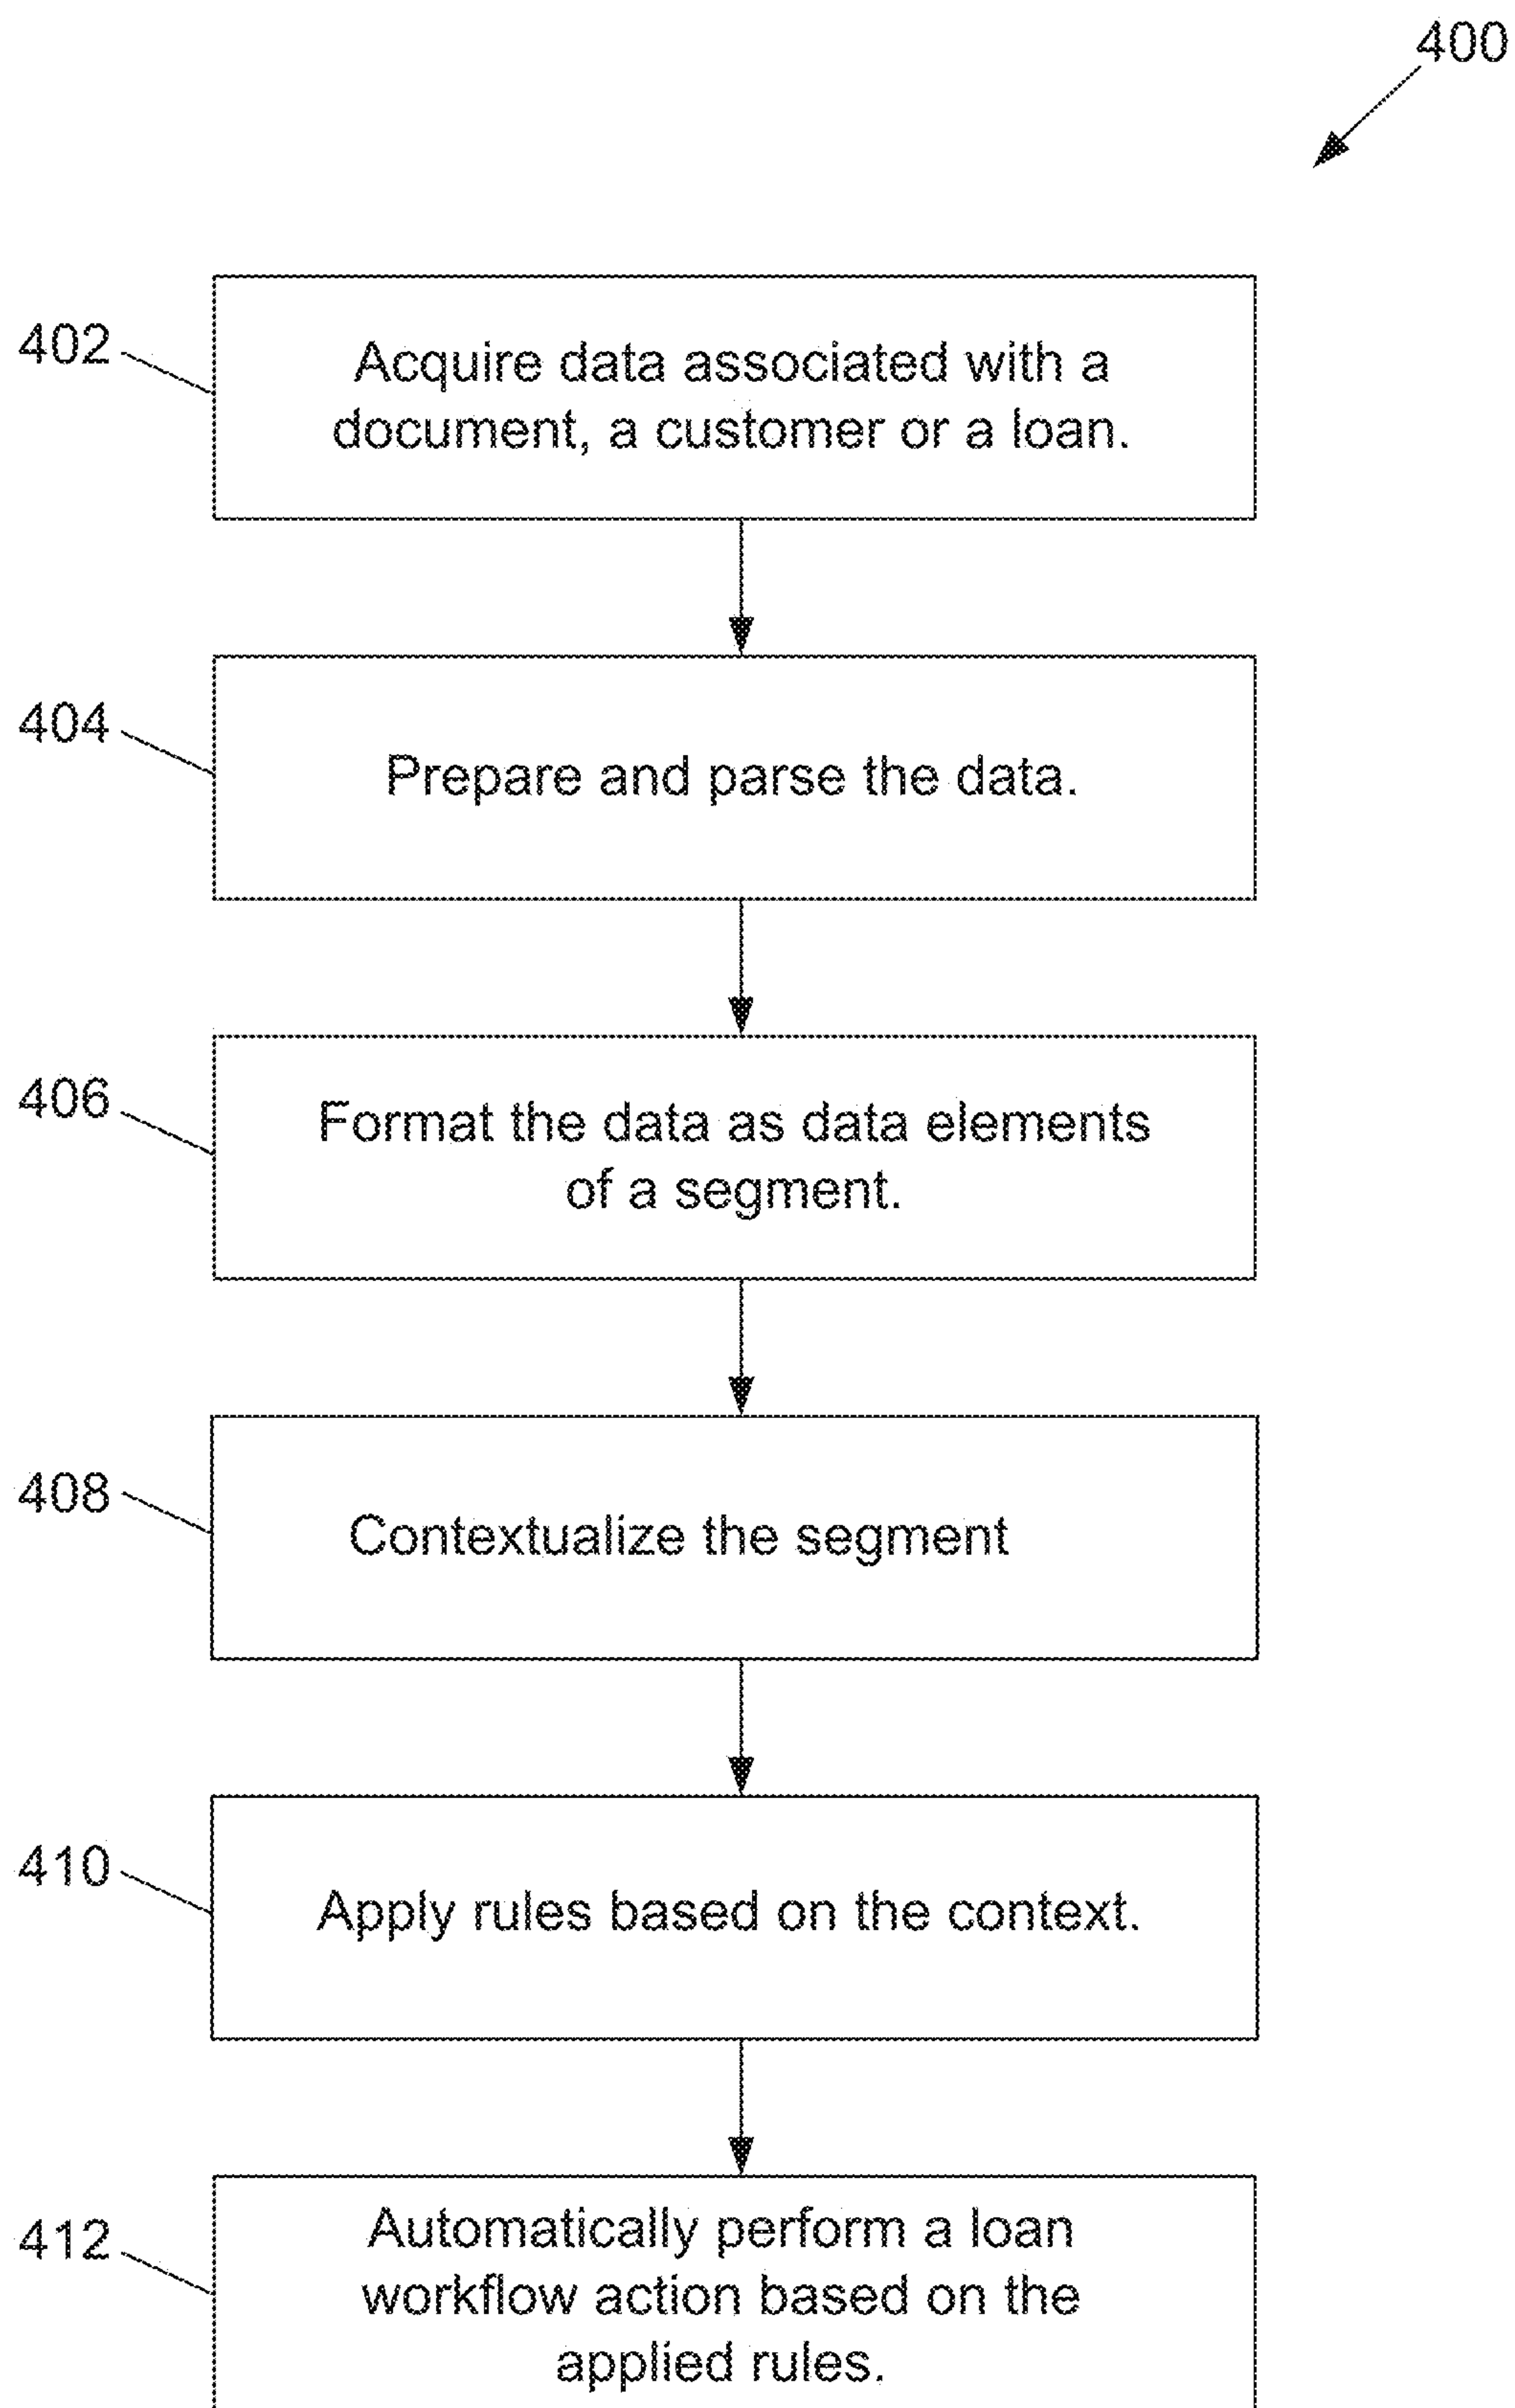 400
402
Acquire data associated with a
document, a customer or a loan.
404
Prepare and parse the data.
406
Format the data as data elements
of a segment.
408
Contextualize the segment
410
Apply rules based on the context.
412
Automatically perform a loan
workflow action based on the
applied rules.